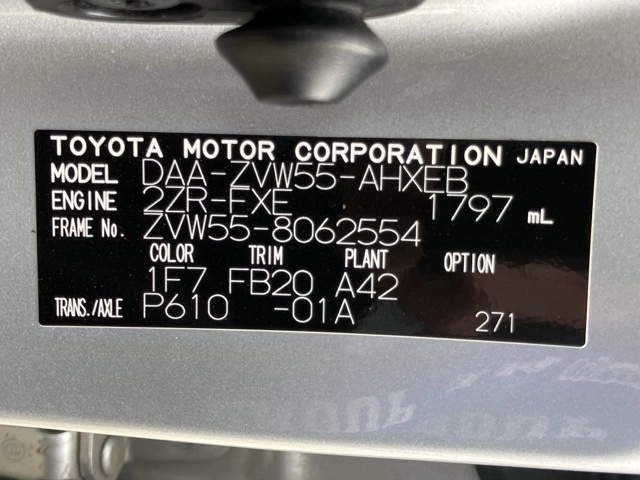 TOYOTA MOTOR CORPORATION JAPAN
MODEL DAA-ZVW55-AHXEB
ENGINE 2ZR-FXE 1797 mL
FRAME No. ZVW55-8062554
COLOR TRIM PLANT OPTION
1F7 FB20 A42
TRANS./AXLE P610 -01A 271